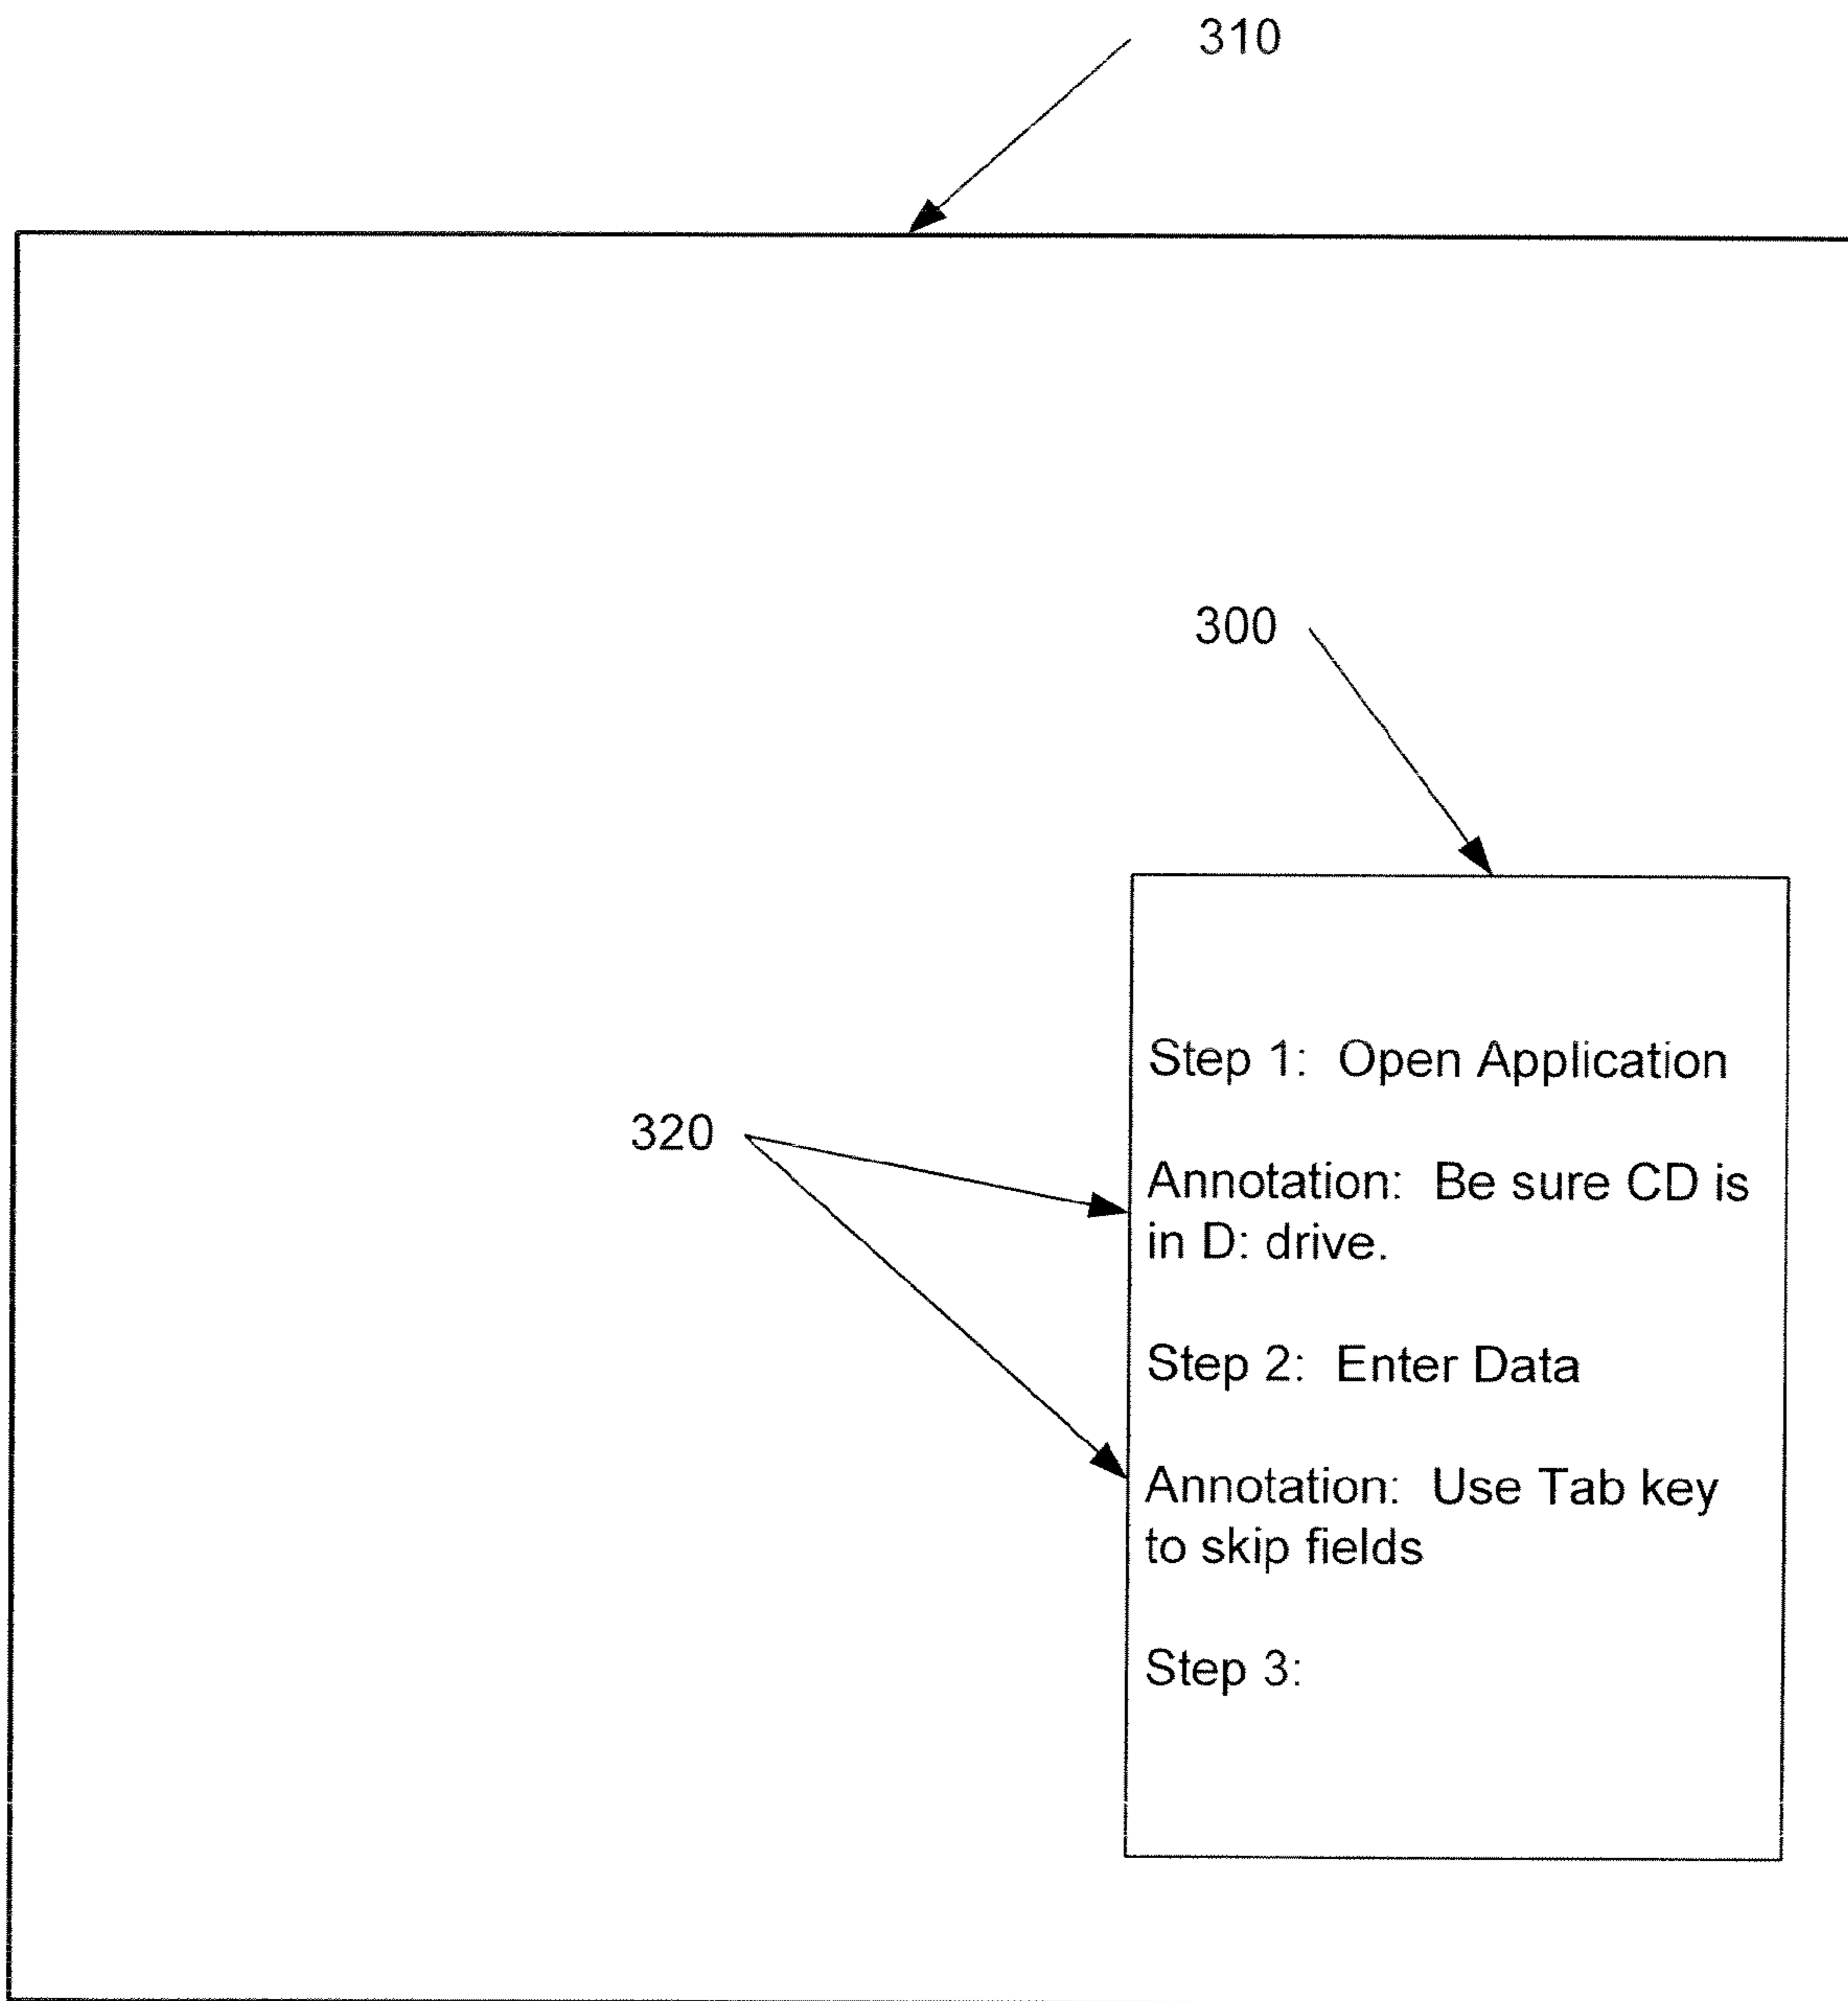 310
300
Step 1: Open Application
320
Annotation: Be sure CD is
in D: drive.
Step 2: Enter Data
Annotation: Use Tab key
to skip fields
Step 3: